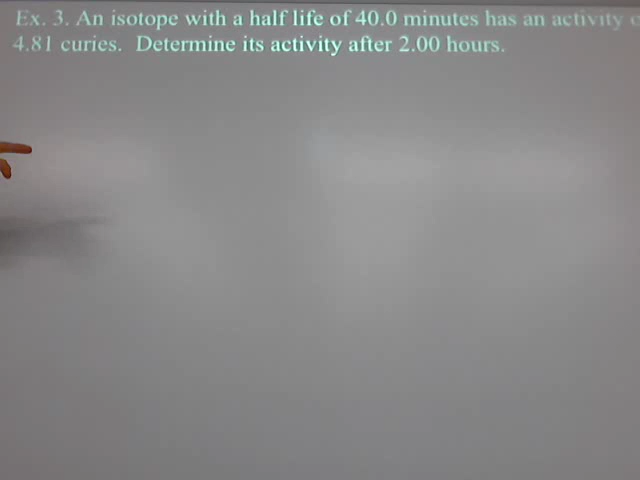 Ex. 3. An isotope with a half life of 40.0 minutes has an activity
4.81 curies. Determine its activity after 2.00 hours.